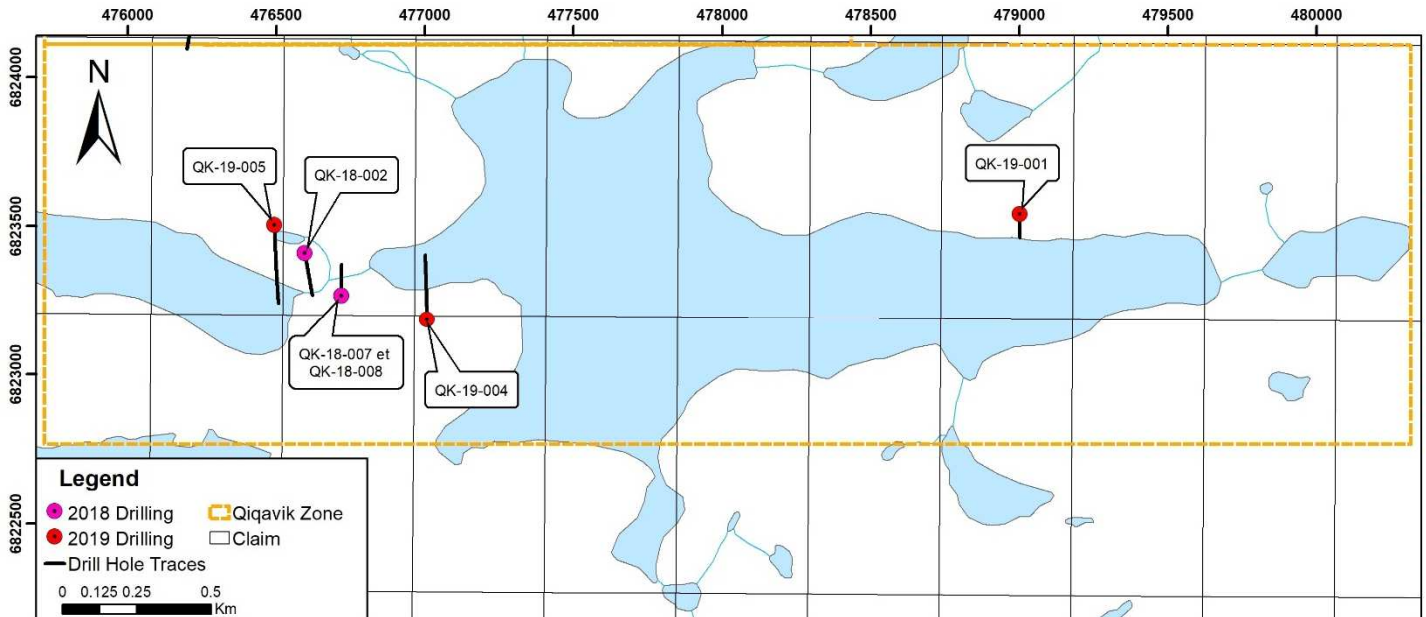 476000 476500 477000 477500 478000 478500 479000 479500 480000
6824000
6823500
6823000
6822500
N
QK-19-005
QK-18-002
QK-19-001
QK-18-007 et
QK-18-008
QK-19-004
Legend
2018 Drilling
Qiqavik Zone
2019 Drilling
Claim
Drill Hole Traces
0 0.125 0.25 0.5
Km